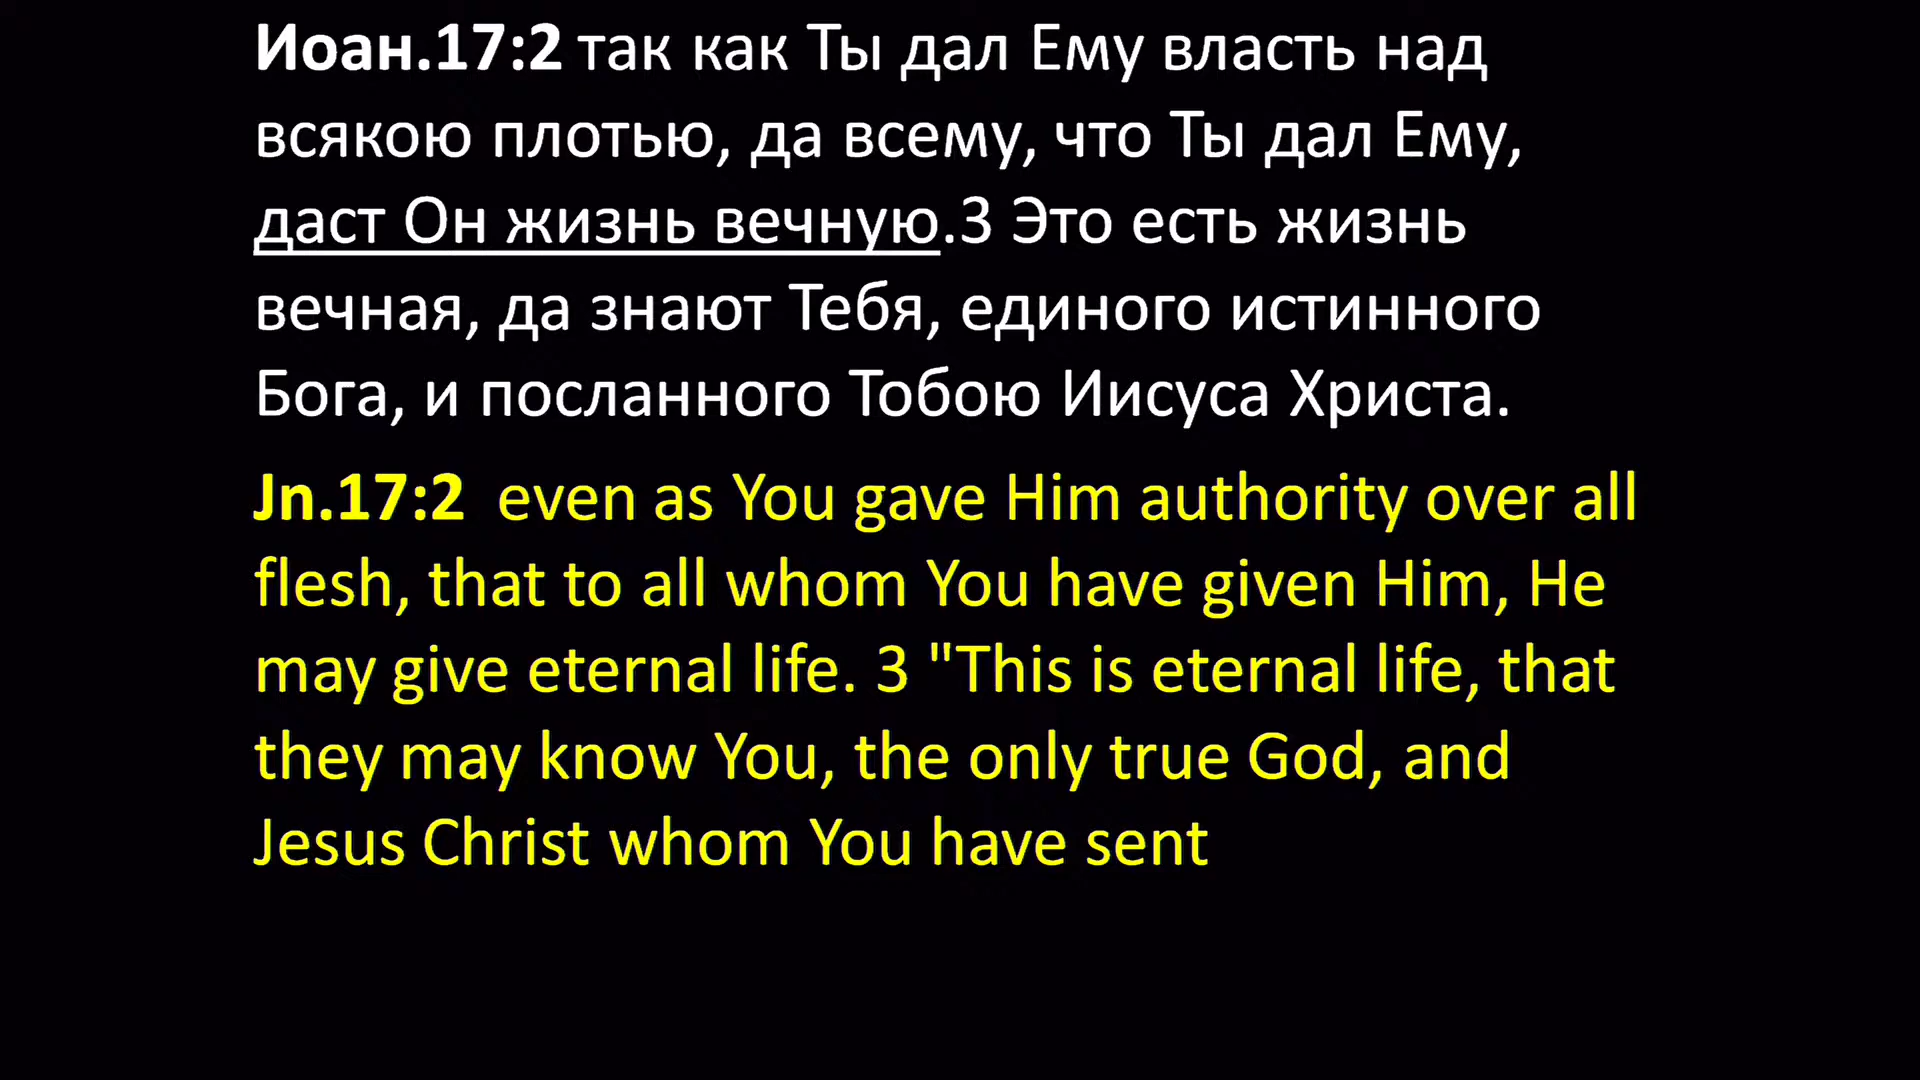 Иоан.17:2 так как Ты дал Ему власть над
всякою плотью, да всему, что Ты дал Ему,
даст Он жизнь вечную.3 Это есть жизнь
вечная, да знают Тебя, единого истинного
Бога, и посланного Тобою Иисуса Христа.
Jn.17:2 even as You gave Him authority over all
flesh, that to all whom You have given Him, He
may give eternal life. 3 "This is eternal life, that
they may know You, the only true God, and
Jesus Christ whom You have sent